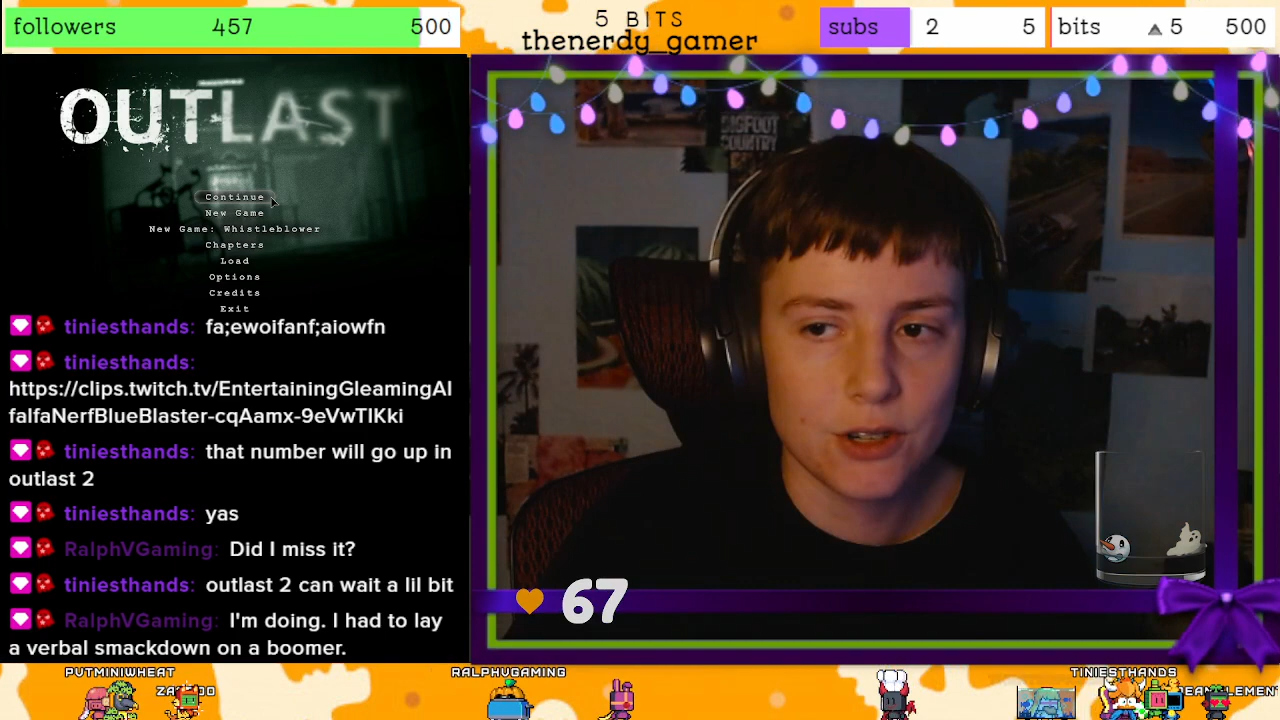 followers 457 500
5 BITS
thenerdy_gamer
subs 2 5
bits ▲ 5 500
OUTLAST
Continue
New Game
New Game: Whistleblower
Chapters
Load
Options
Credits
Exit
tiniesthands: fa;ewoifanf;aiowfn
tiniesthands:
https://clips.twitch.tv/EntertainingGleamingAl
falfaNerfBlueBlaster-cqAamx-9eVwTIKki
tiniesthands: that number will go up in
outlast 2
tiniesthands: yas
RalphVGaming: Did I miss it?
tiniesthands: outlast 2 can wait a lil bit
RalphVGaming: I'm doing. I had to lay
a verbal smackdown on a boomer.
BIGFOOT
COUNTRY
67
PUTMINIWHEAT
RALPHVGAMING
TINIESTHANDS